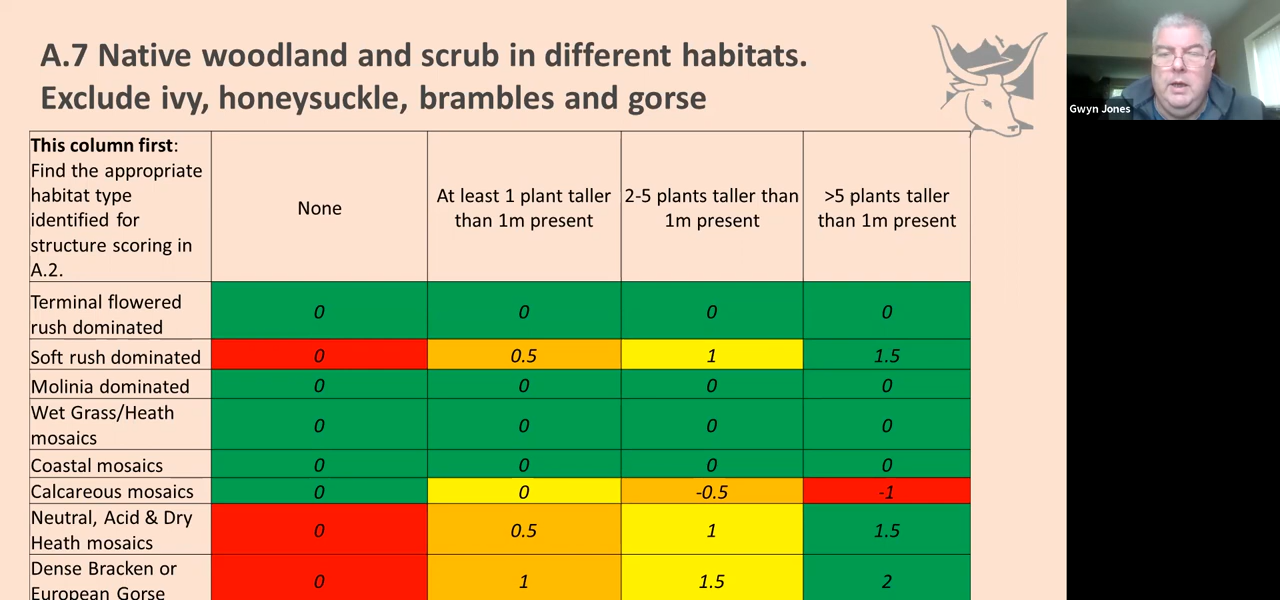 A.7 Native woodland and scrub in different habitats.
Exclude ivy, honeysuckle, brambles and gorse
Gwyn Jones
This column first:
Find the appropriate
habitat type
identified for
structure scoring in
A.2.
None
At least 1 plant taller
than 1m present
2-5 plants taller than
1m present
>5 plants taller
than 1m present
Terminal flowered
rush dominated
0
0
0
0
Soft rush dominated
0
0.5
1
1.5
Molinia dominated
0
0
0
0
Wet Grass/Heath
mosaics
0
0
0
0
Coastal mosaics
0
0
0
0
Calcareous mosaics
0
0
-0.5
-1
Neutral, Acid & Dry
Heath mosaics
0
0.5
1
1.5
Dense Bracken or
European Gorse
0
1
1.5
2